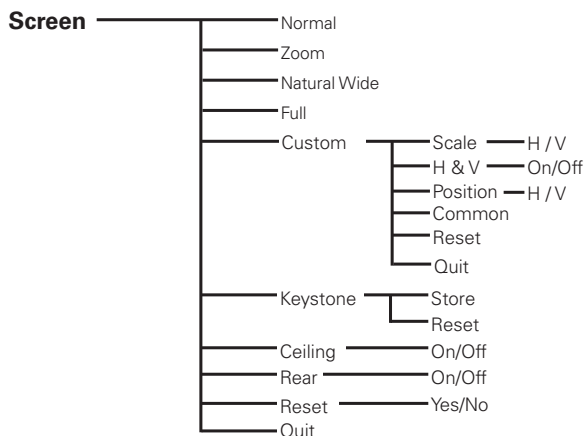 Screen Normal
Zoom
Natural Wide
Full
Custom Scale H / V
H & V On/Off
Position H / V
Common
Reset
Quit
Keystone Store
Reset
Ceiling On/Off
Rear On/Off
Reset Yes/No
Quit